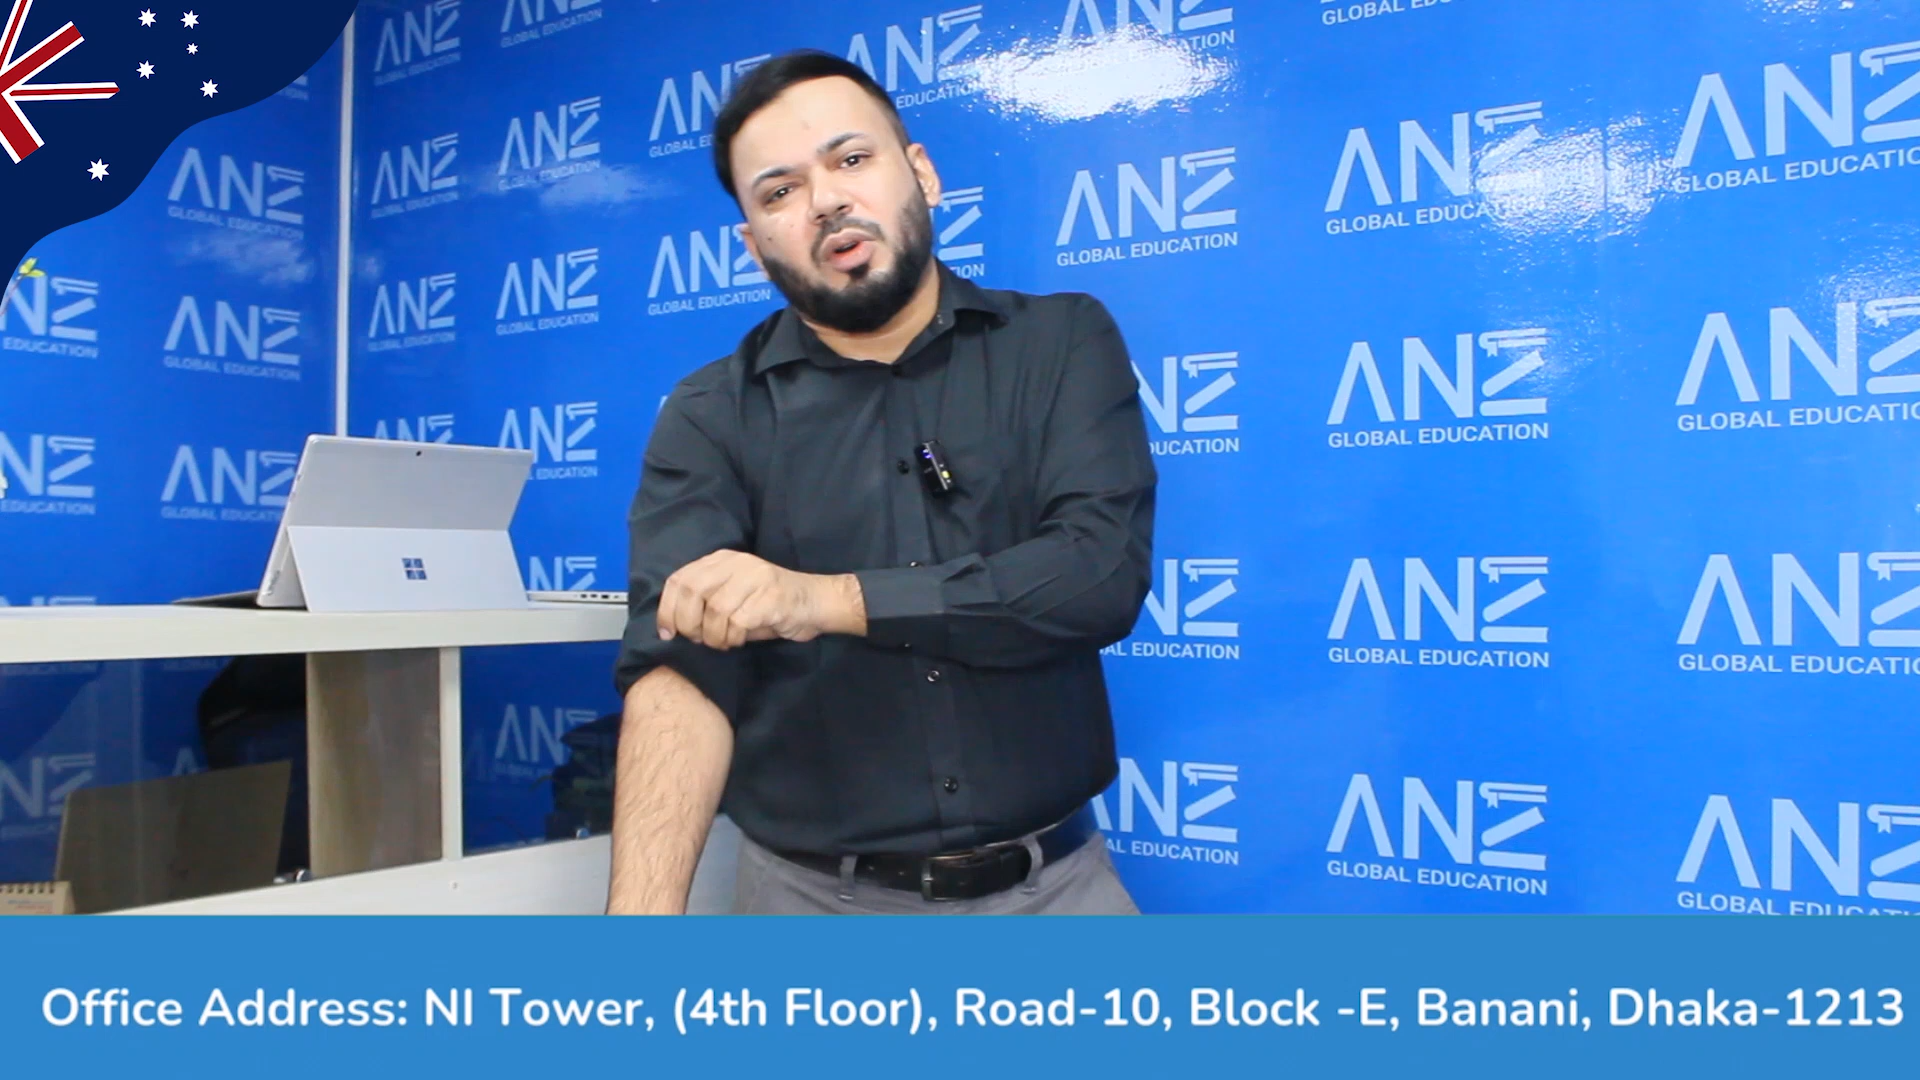 ANZ
GLOBAL EDUCATION
Office Address: NI Tower, (4th Floor), Road-10, Block -E, Banani, Dhaka-1213